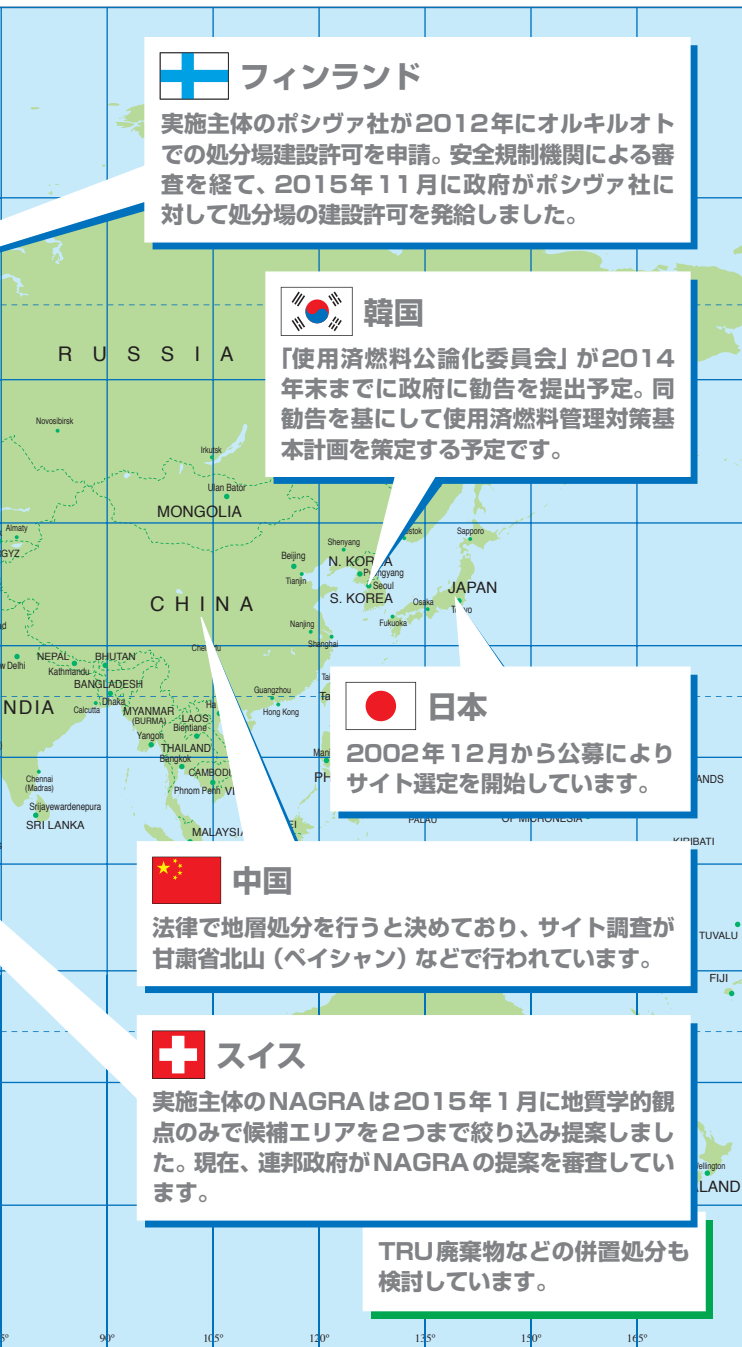 フィンランド
実施主体のポシヴァ社が2012年にオルキルオト
での処分場建設許可を申請。安全規制機関による審
査を経て、2015年11月に政府がポシヴァ社に
対して処分場の建設許可を発給しました。
韓国
「使用済燃料公論化委員会」が2014
年末までに政府に勧告を提出予定。同
勧告を基にして使用済燃料管理対策基
本計画を策定する予定です。
RUSSIA
Novosibirsk
Irkutsk
Ulan Bator
MONGOLIA
Almaty
Shenyang
Sapporo
Beijing
N. KOREA
Pyongyang
Tianjin
Seoul
JAPAN
CHINA
S. KOREA
Osaka
Tokyo
Nanjing
Fukuoka
Shanghai
NEPAL
BHUTAN
Kathmandu
BANGLADESH
Guangzhou
Dhaka
NDIA
Calcutta
MYANMAR
(BURMA)
LAOS
Hong Kong
Bientiane
Yangon
THAILAND
Bangkok
CAMBODI
Phnom Penh
Chennai
(Madras)
Srijayewardenepura
SRI LANKA
MALAYSIA
日本
2002年12月から公募により
サイト選定を開始しています。
ANDS
PALAU
OF MICRONESIA
KIRIBATI
中国
法律で地層処分を行うと決めており、サイト調査が
甘粛省北山（ペイシャン）などで行われています。
TUVALU
FIJI
スイス
実施主体のNAGRAは2015年1月に地質学的観
点のみで候補エリアを2つまで絞り込み提案しまし
た。現在、連邦政府がNAGRAの提案を審査してい
ます。
ellington
LAND
TRU廃棄物などの併置処分も
検討しています。
90° 105° 120° 135° 150° 165°